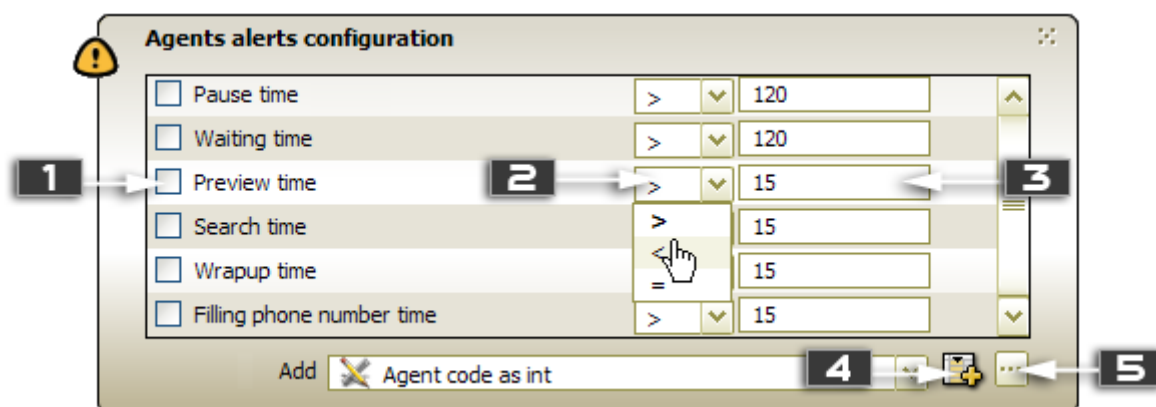 Agents alerts configuration
Pause time > 120
Waiting time > 120
1 Preview time 2 > 15 3
Search time > 15
Wrapup time < 15
= 
Filling phone number time > 15
Add Agent code as int 4 ... 5